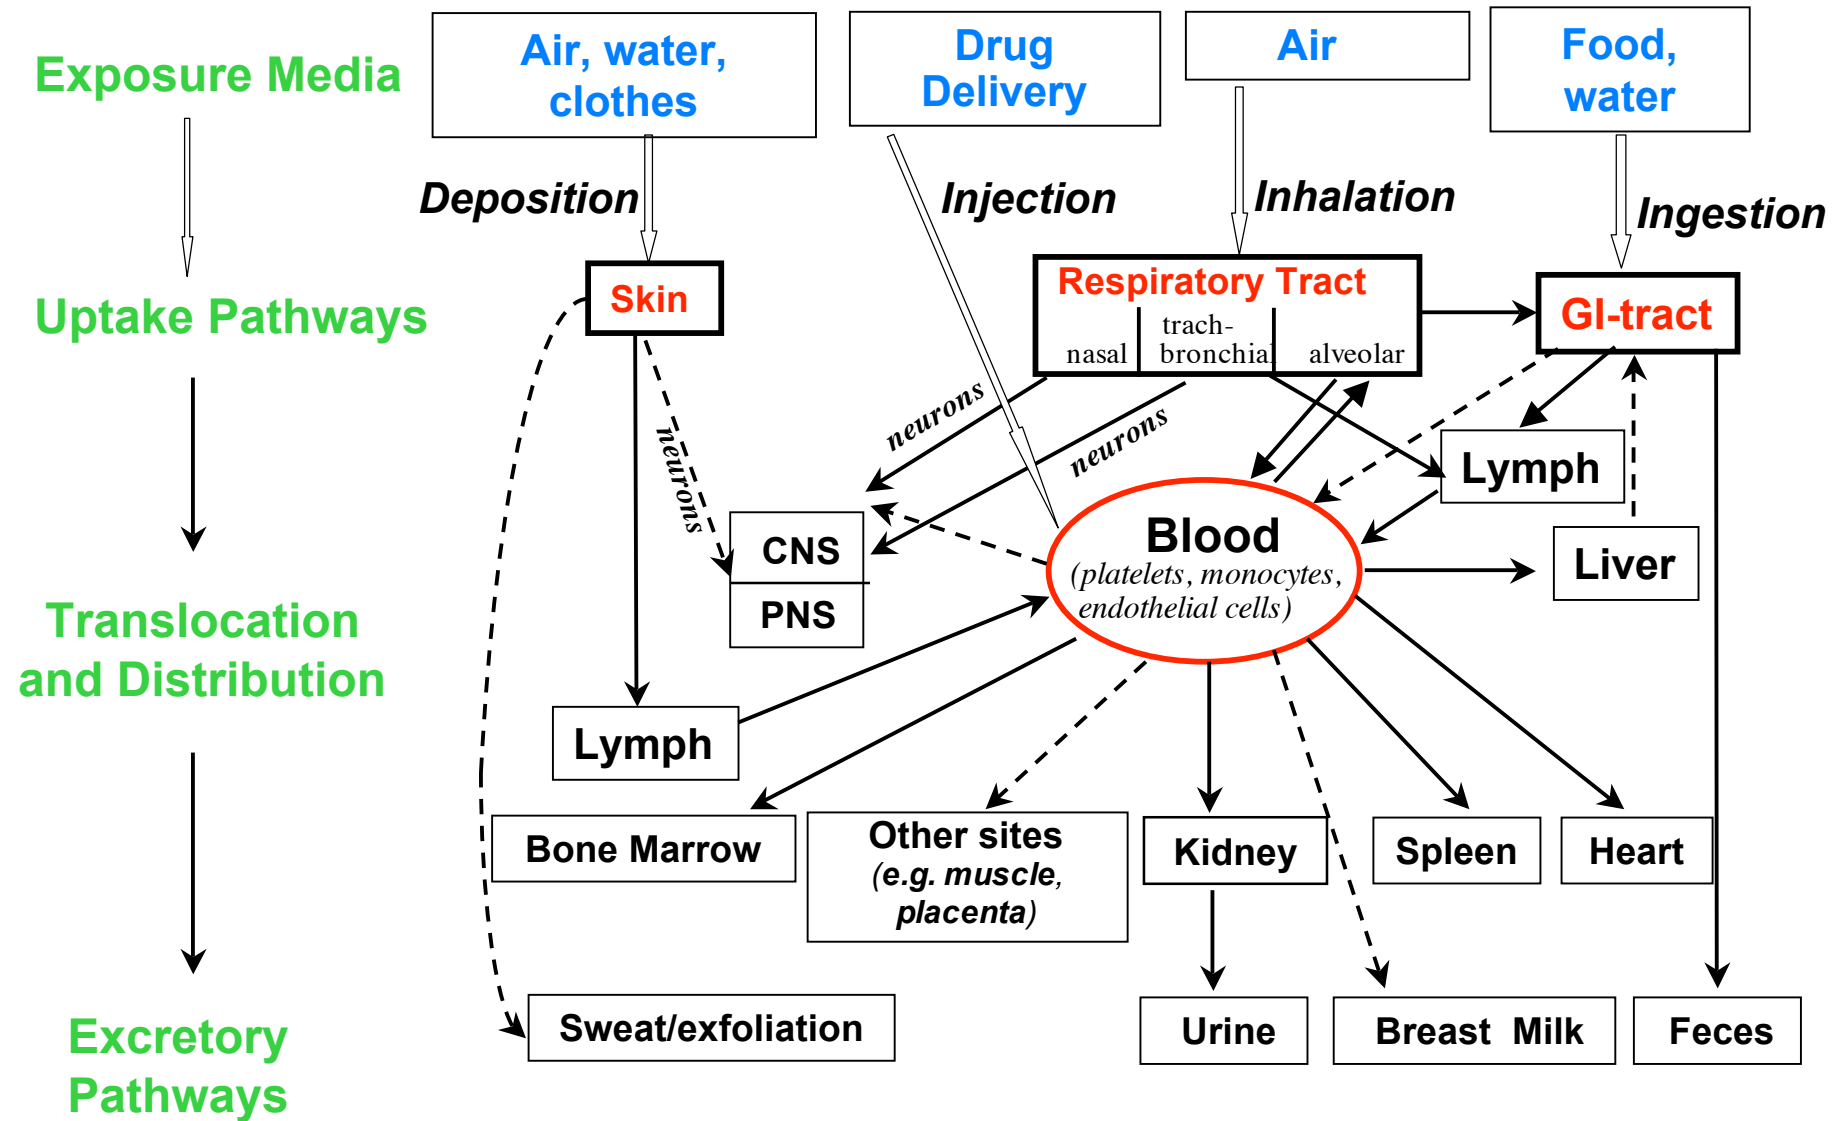 Exposure Media
Air, water,
clothes
Drug
Delivery
Air
Food,
water
Deposition
Injection
Inhalation
Ingestion
Uptake Pathways
Skin
Respiratory Tract
nasal
trach-
bronchial
alveolar
GI-tract
neurons
neurons
neurons
Lymph
CNS
PNS
Blood
(platelets, monocytes,
endothelial cells)
Liver
Translocation
and Distribution
Lymph
Bone Marrow
Other sites
(e.g. muscle,
placenta)
Kidney
Spleen
Heart
Excretory
Pathways
Sweat/exfoliation
Urine
Breast Milk
Feces